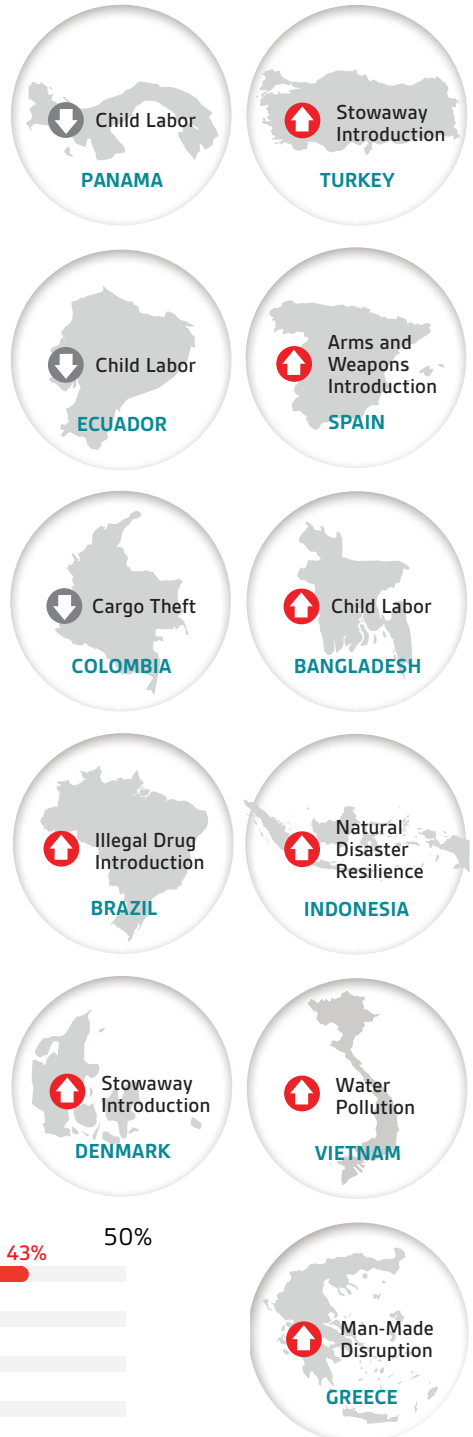 Child Labor
PANAMA
Stowaway
Introduction
TURKEY
Child Labor
ECUADOR
Arms and
Weapons
Introduction
SPAIN
Cargo Theft
COLOMBIA
Child Labor
BANGLADESH
Illegal Drug
Introduction
BRAZIL
Natural
Disaster
Resilience
INDONESIA
Stowaway
Introduction
DENMARK
Water
Pollution
VIETNAM
50%
43%
Man-Made
Disruption
GREECE